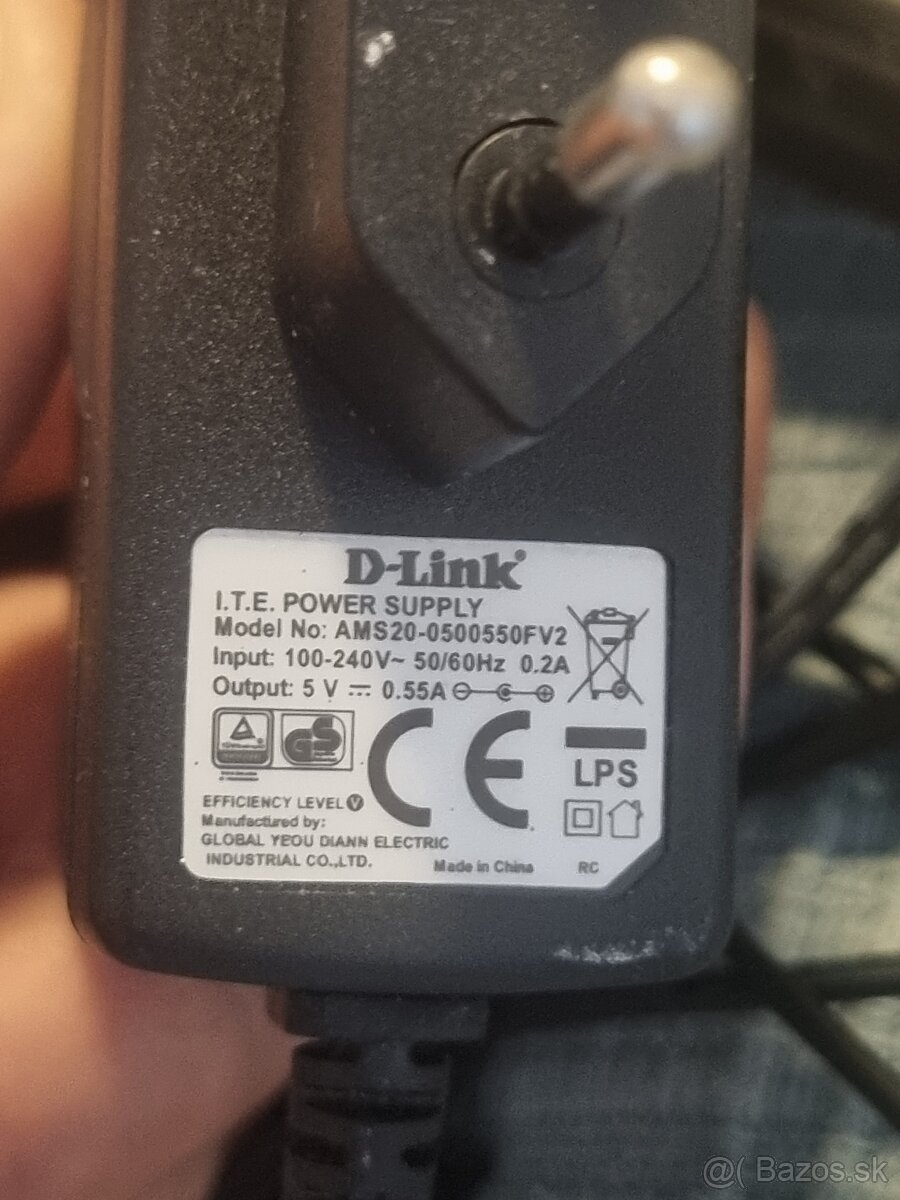 D-Link®
I.T.E. POWER SUPPLY
Model No: AMS20-0500550FV2
Input: 100-240V~ 50/60Hz 0.2A
Output: 5 V ⎓ 0.55A
GS
CE
LPS
EFFICIENCY LEVEL V
Manufactured by:
GLOBAL YEOU DIANN ELECTRIC
INDUSTRIAL CO.,LTD.
Made in China
RC
@( Bazos.sk